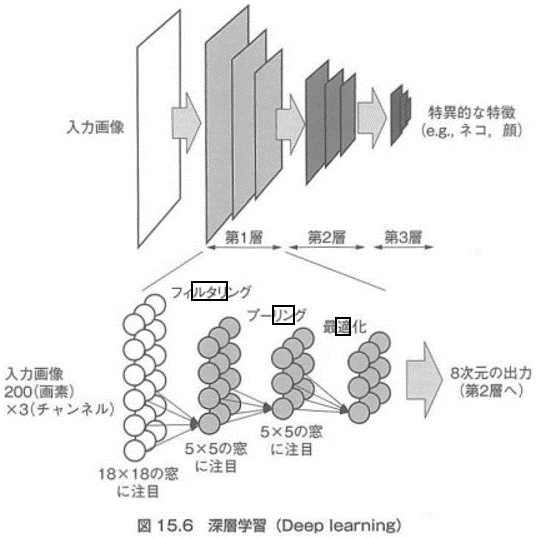 入力画像
特異的な特徴
(e.g., ネコ, 顔)
第1層
第2層
第3層
フィルタリング
プーリング
最適化
入力画像
200(画素)
×3(チャンネル)
8次元の出力
(第2層へ)
5×5の窓
に注目
5×5の窓
に注目
18×18の窓
に注目
図 15.6 深層学習 (Deep learning)